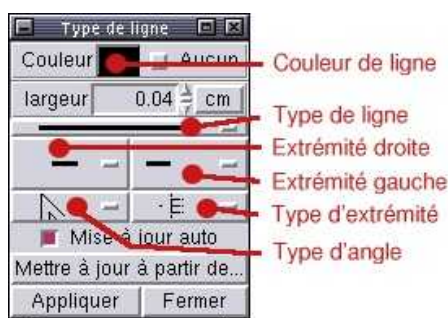 Type de ligne
Couleur Aucun
Couleur de ligne
largeur 0.04 cm
Type de ligne
Extrémité droite
Extrémité gauche
Type d'extrémité
Mise à jour auto
Type d'angle
Mettre à jour à partir de...
Appliquer Fermer